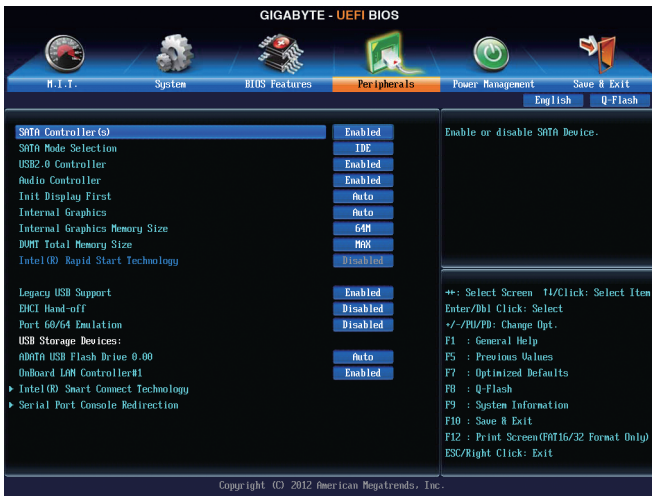 GIGABYTE - UEFI BIOS
M.I.T. System BIOS Features Peripherals Power Management Save & Exit
English Q-Flash
SATA Controller(s) Enabled
SATA Mode Selection IDE
USB2.0 Controller Enabled
Audio Controller Enabled
Init Display First Auto
Internal Graphics Auto
Internal Graphics Memory Size 64M
DVMT Total Memory Size MAX
Intel(R) Rapid Start Technology Disabled
Legacy USB Support Enabled
EHCI Hand-off Disabled
Port 60/64 Emulation Disabled
USB Storage Devices:
ADATA USB Flash Drive 0.00 Auto
OnBoard LAN Controller#1 Enabled
Intel(R) Smart Connect Technology
Serial Port Console Redirection
Enable or disable SATA Device.
↔: Select Screen ↑↓/Click: Select Item
Enter/Dbl Click: Select
+/-/PU/PD: Change Opt.
F1 : General Help
F5 : Previous Values
F7 : Optimized Defaults
F8 : Q-Flash
F9 : System Information
F10 : Save & Exit
F12 : Print Screen(FAT16/32 Format Only)
ESC/Right Click: Exit
Copyright (C) 2012 American Megatrends, Inc.